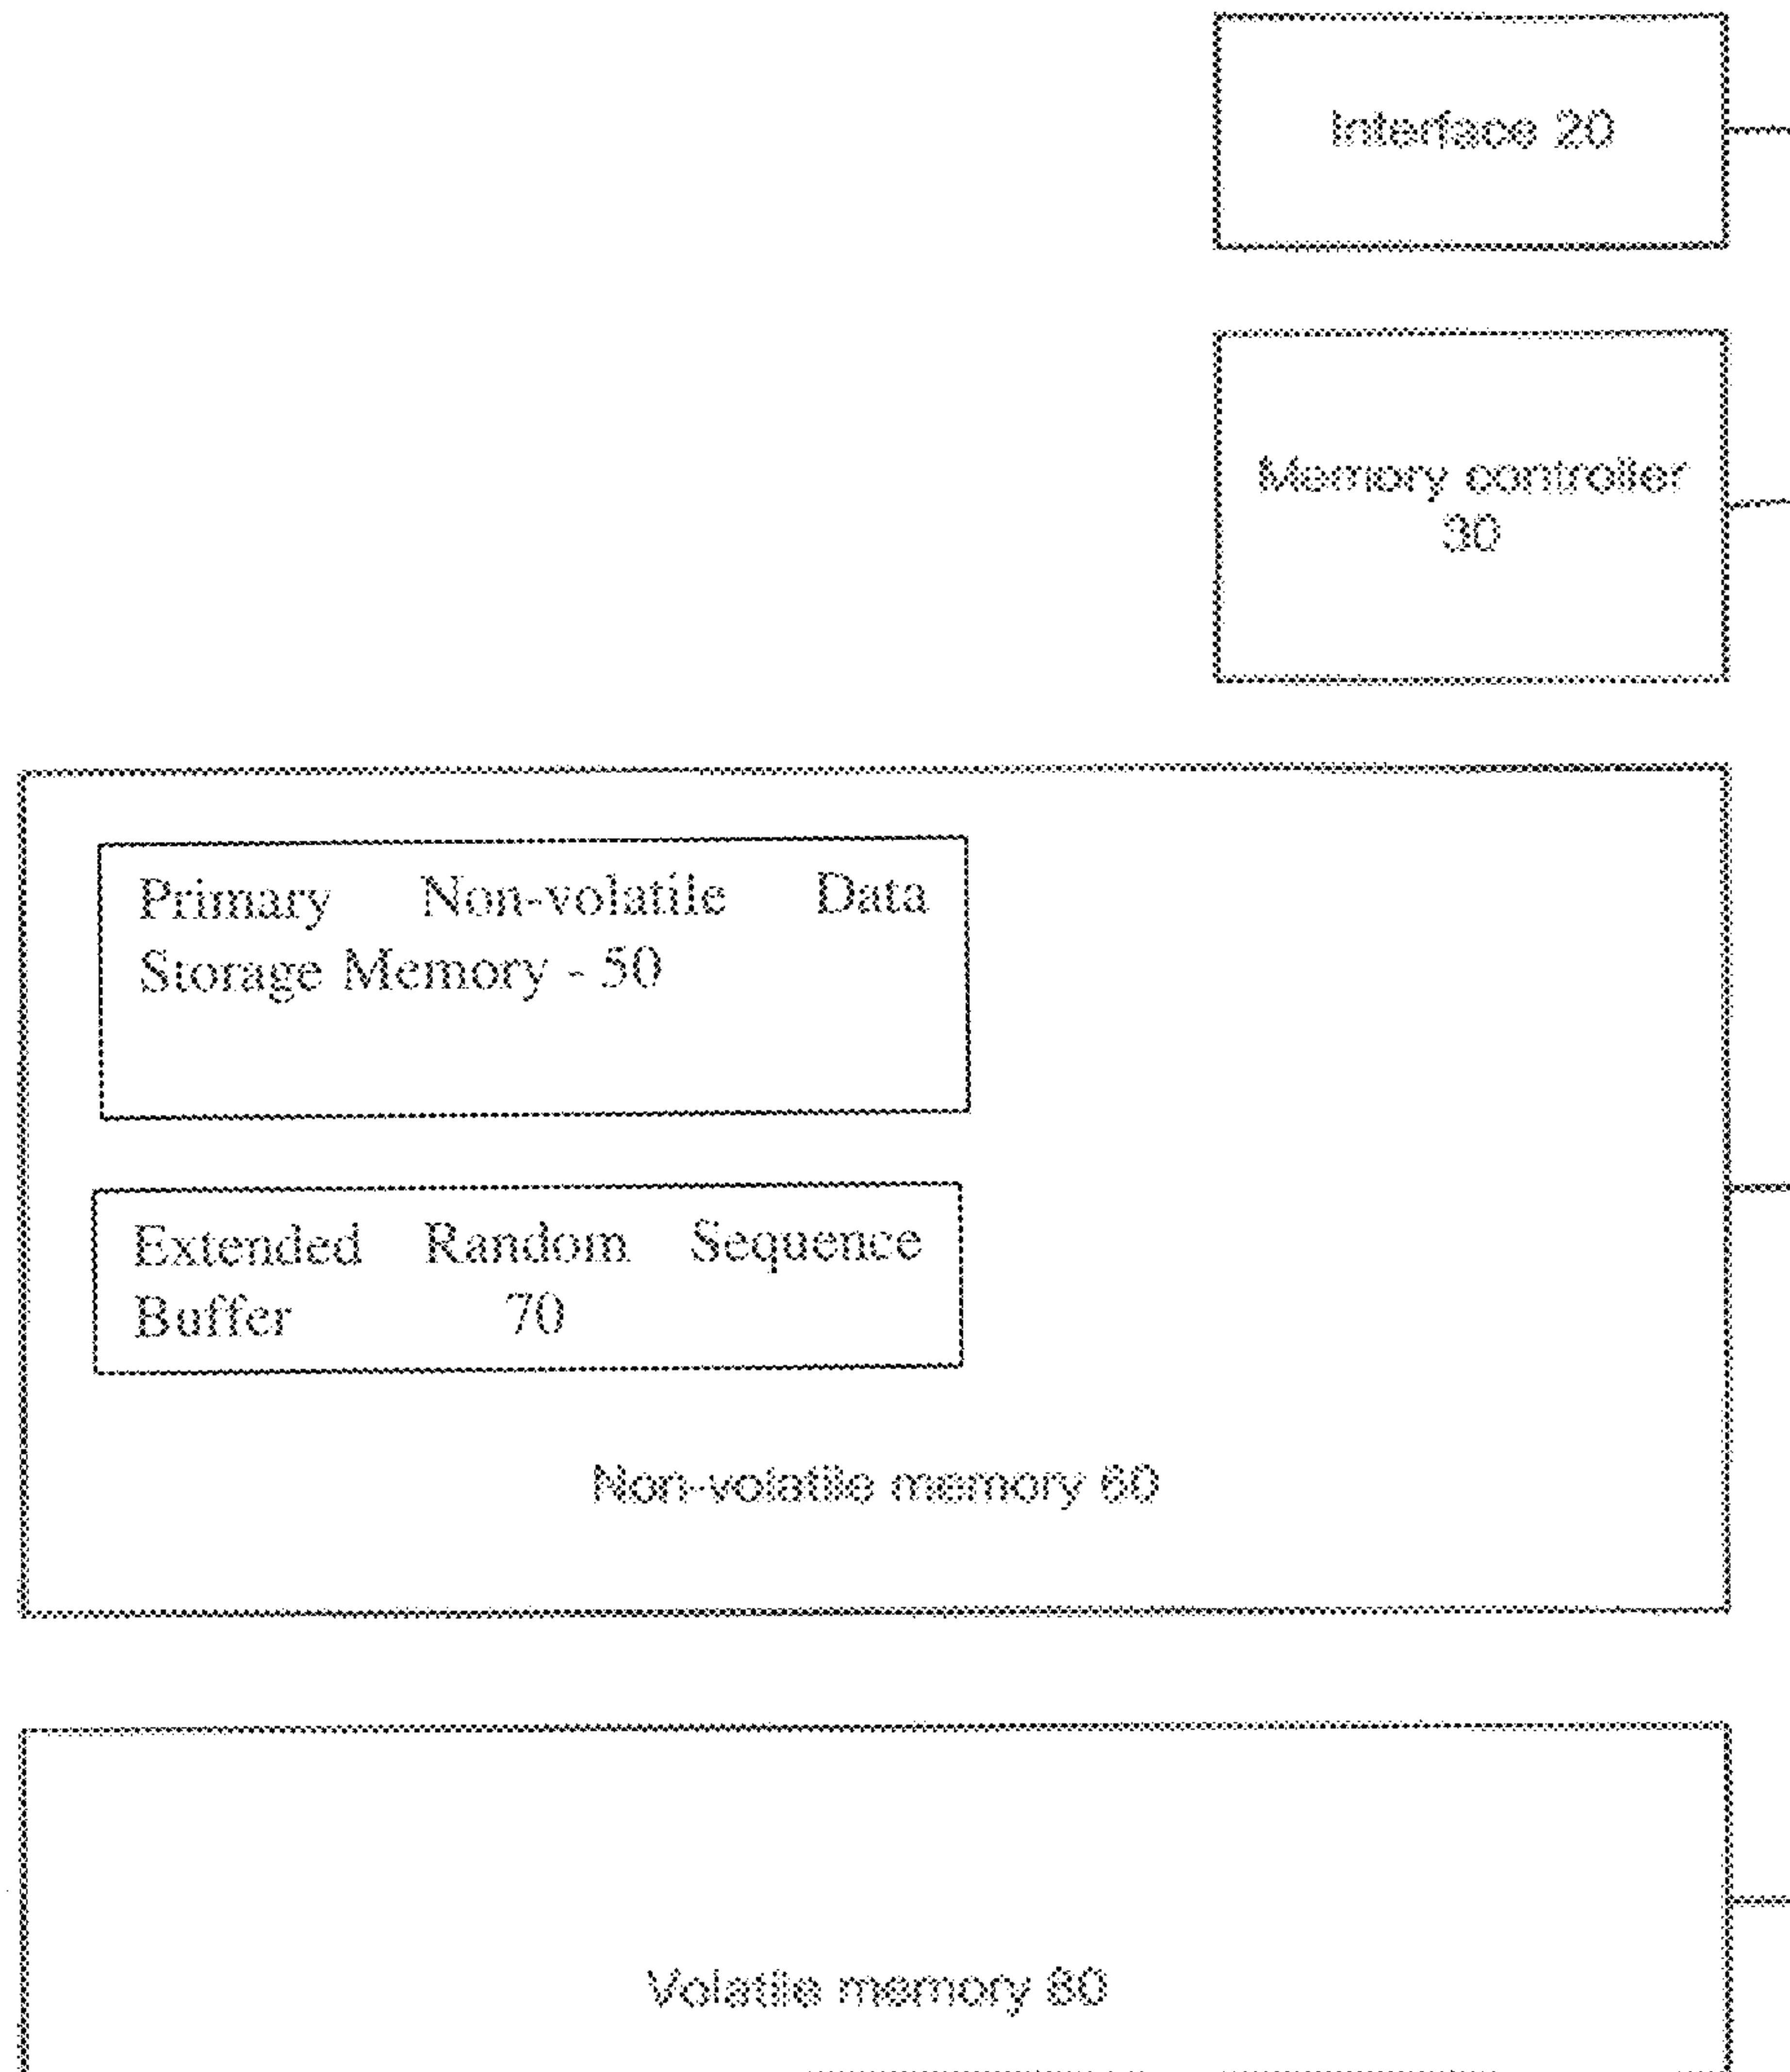 Interface 20
Memory controller
30
Primary Non-volatile Data
Storage Memory - 50
Extended Random Sequence
Buffer 70
Non-volatile memory 60
Volatile memory 80